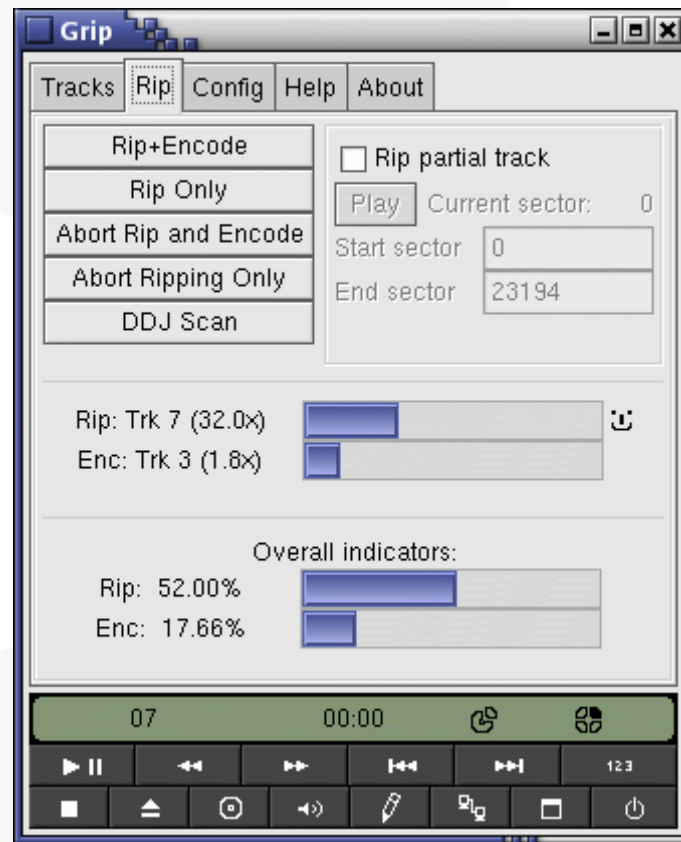 Grip
Tracks Rip Config Help About
Rip+Encode
Rip Only
Abort Rip and Encode
Abort Ripping Only
DDJ Scan
Rip partial track
Play Current sector: 0
Start sector 0
End sector 23194
Rip: Trk 7 (32.0x)
Enc: Trk 3 (1.8x)
Overall indicators:
Rip: 52.00%
Enc: 17.66%
07 00:00
123